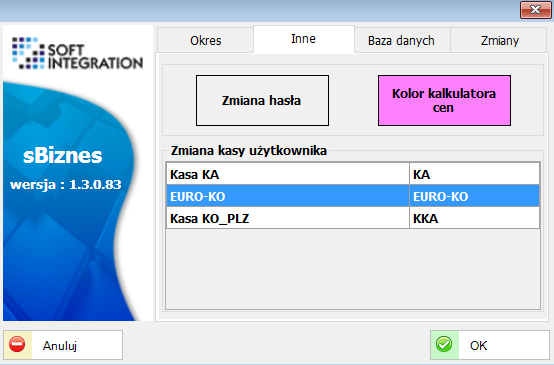 SOFT
INTEGRATION
sBiznes
wersja : 1.3.0.83
Okres Inne Baza danych Zmiany
Zmiana hasła
Kolor kalkulatora
cen
Zmiana kasy użytkownika
Kasa KA KA
EURO-KO EURO-KO
Kasa KO_PLZ KKA
Anuluj OK